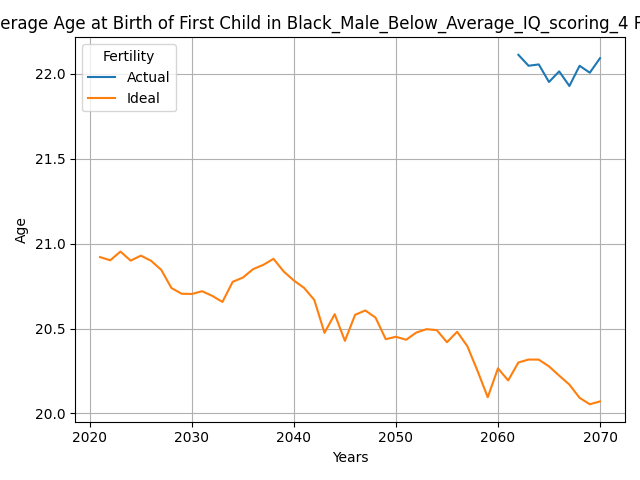 erage Age at Birth of First Child in Black_Male_Below_Average_IQ_scoring_4 P
Fertility
Actual
Ideal
22.0
21.5
21.0
20.5
20.0
Age
2020
2030
2040
2050
2060
2070
Years